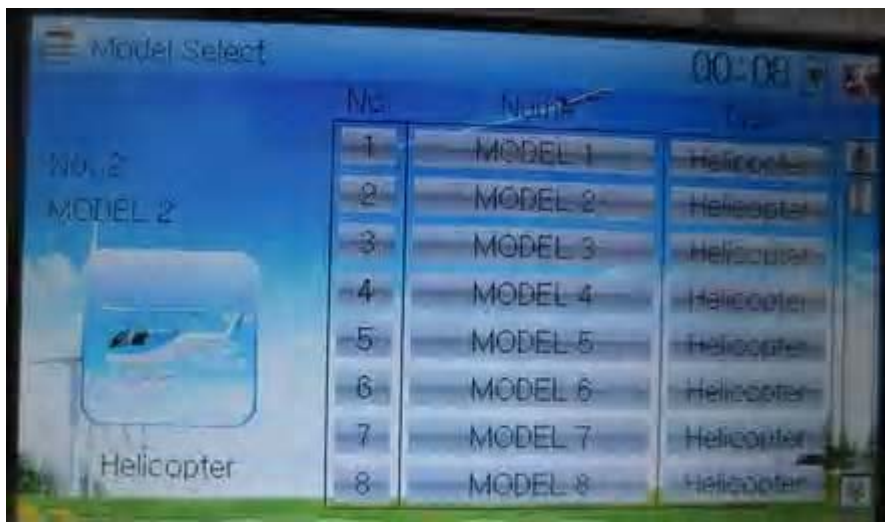 Model Select
00:08
No. Name
No. 2
MODEL 2
Helicopter
1 MODEL 1 Helicopter
2 MODEL 2 Helicopter
3 MODEL 3 Helicopter
4 MODEL 4 Helicopter
5 MODEL 5 Helicopter
6 MODEL 6 Helicopter
7 MODEL 7 Helicopter
8 MODEL 8 Helicopter